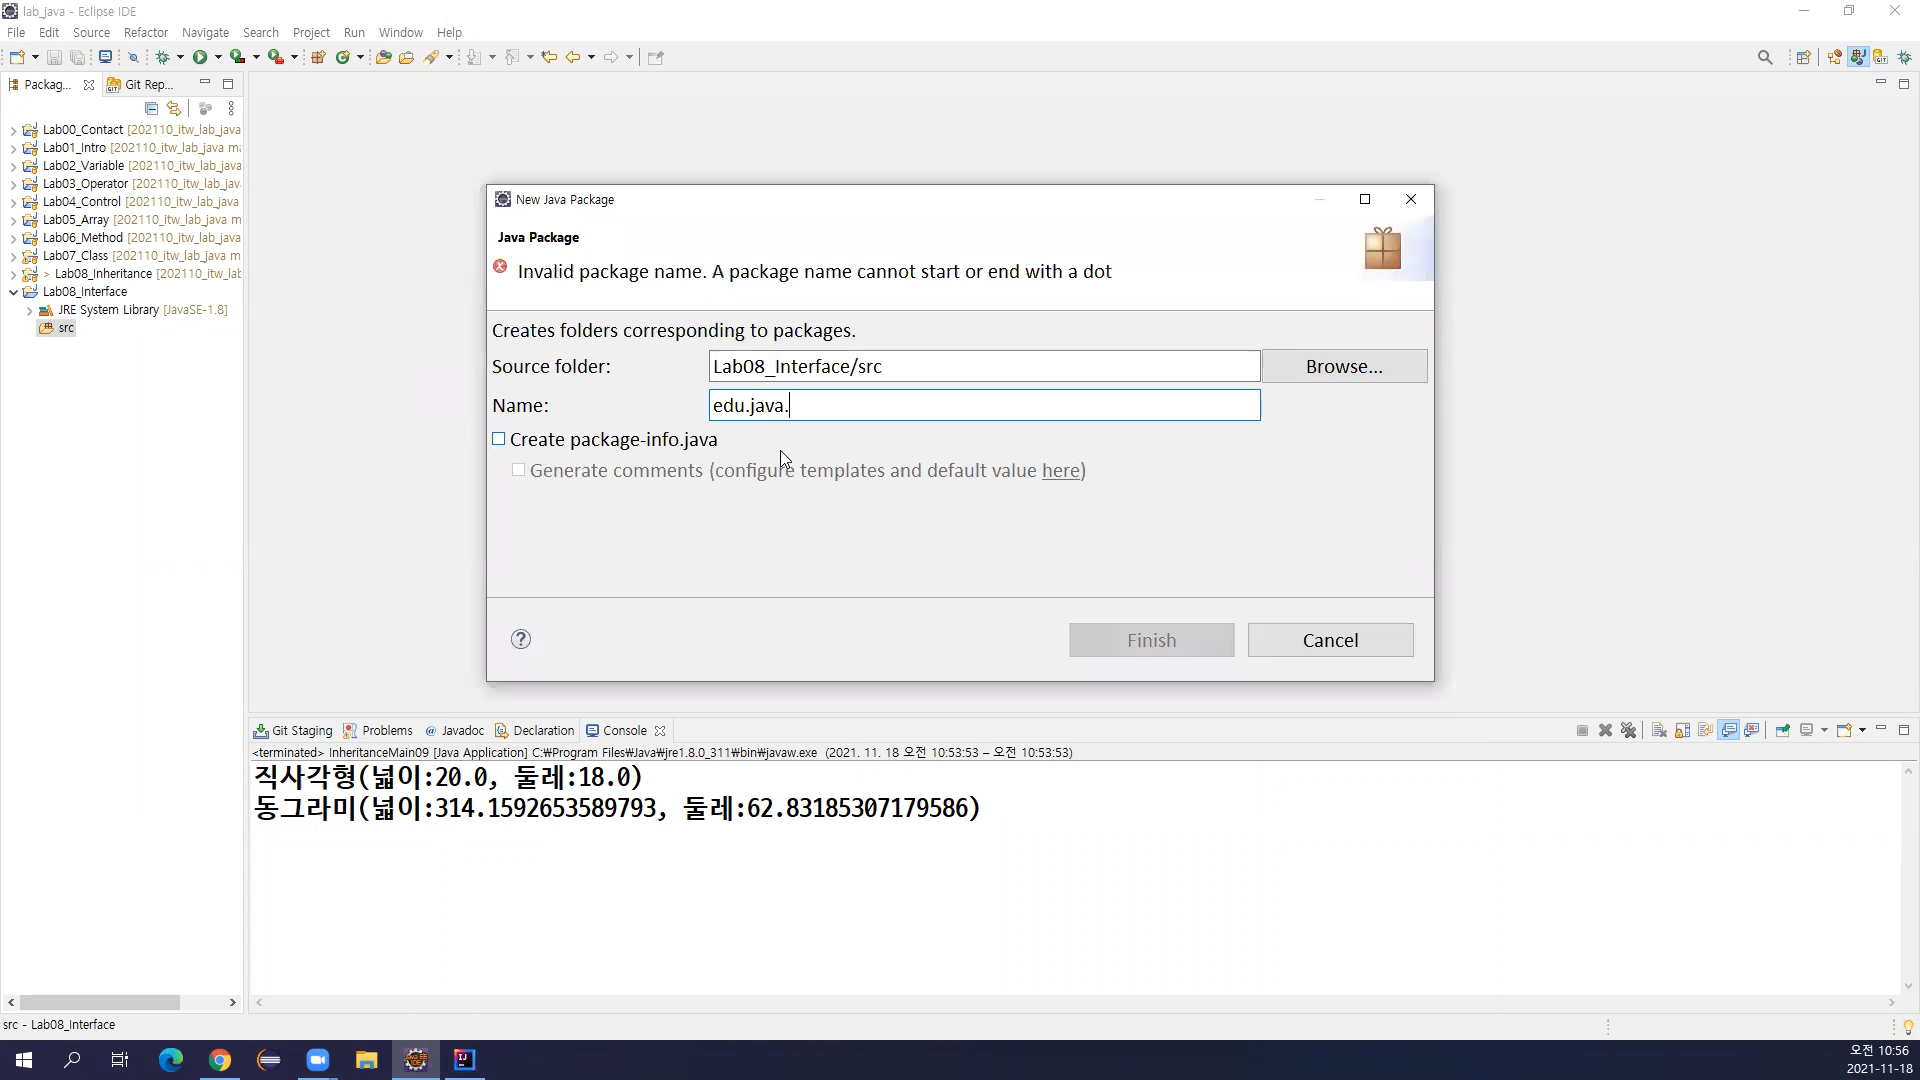 lab_java - Eclipse IDE
File Edit Source Refactor Navigate Search Project Run Window Help
Packag... Git Rep...
Lab00_Contact [202110_itw_lab_java
Lab01_Intro [202110_itw_lab_java ma
Lab02_Variable [202110_itw_lab_java
Lab03_Operator [202110_itw_lab_jav
Lab04_Control [202110_itw_lab_java
Lab05_Array [202110_itw_lab_java m
Lab06_Method [202110_itw_lab_java
Lab07_Class [202110_itw_lab_java m
> Lab08_Inheritance [202110_itw_lab
Lab08_Interface
JRE System Library [JavaSE-1.8]
src
New Java Package
Java Package
Invalid package name. A package name cannot start or end with a dot
Creates folders corresponding to packages.
Source folder: Lab08_Interface/src Browse...
Name: edu.java.
Create package-info.java
Generate comments (configure templates and default value here)
Finish Cancel
Git Staging Problems @ Javadoc Declaration Console
<terminated> InheritanceMain09 [Java Application] C:₩Program Files₩Java₩jre1.8.0_311₩bin₩javaw.exe (2021. 11. 18 오전 10:53:53 – 오전 10:53:53)
직사각형(넓이:20.0, 둘레:18.0)
동그라미(넓이:314.1592653589793, 둘레:62.83185307179586)
src - Lab08_Interface
오전 10:56
2021-11-18